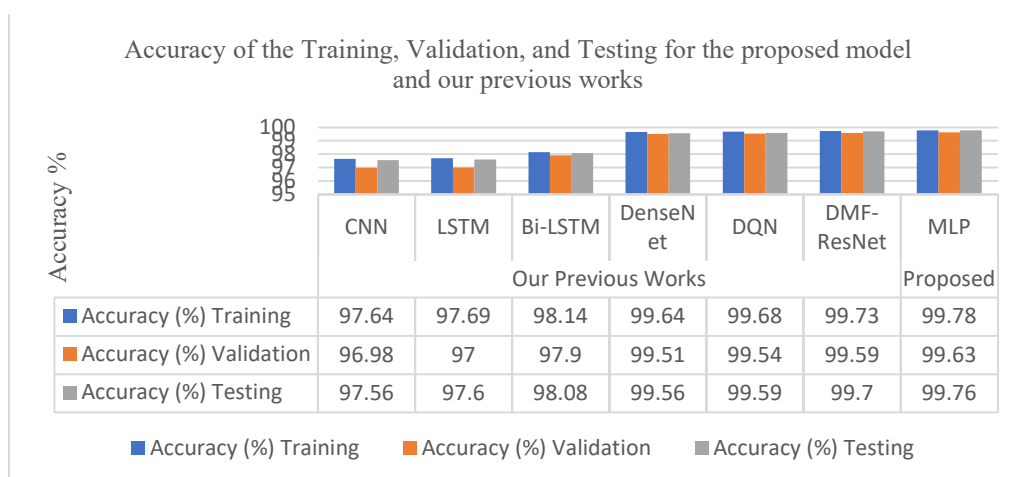 Accuracy of the Training, Validation, and Testing for the proposed model
and our previous works
Accuracy %
100
99
98
97
96
95
CNN LSTM Bi-LSTM DenseN
et DQN DMF-
ResNet MLP
Our Previous Works Proposed
Accuracy (%) Training 97.64 97.69 98.14 99.64 99.68 99.73 99.78
Accuracy (%) Validation 96.98 97 97.9 99.51 99.54 99.59 99.63
Accuracy (%) Testing 97.56 97.6 98.08 99.56 99.59 99.7 99.76
Accuracy (%) Training Accuracy (%) Validation Accuracy (%) Testing